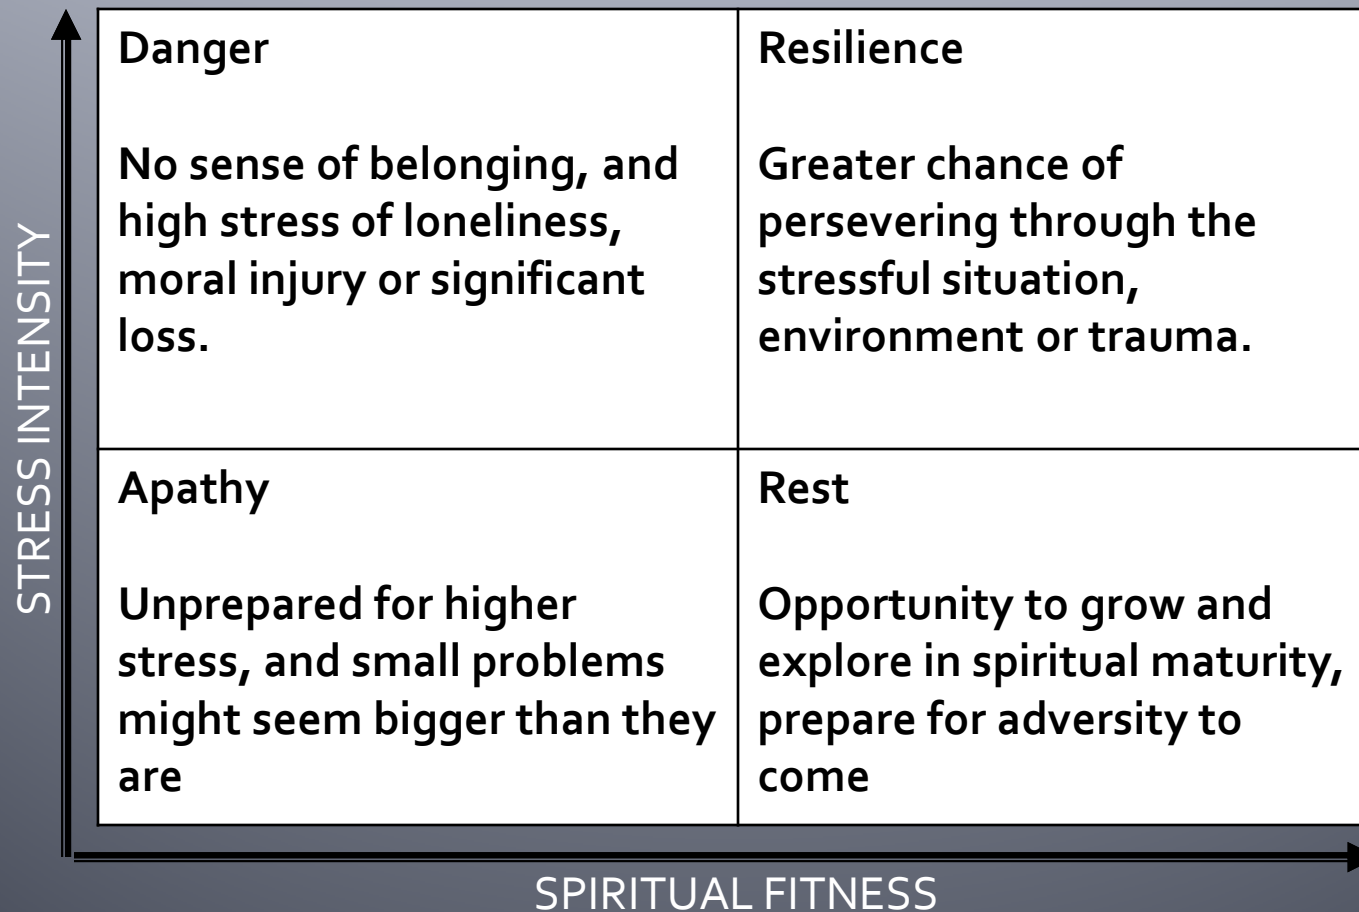 STRESS INTENSITY
Danger
No sense of belonging, and
high stress of loneliness,
moral injury or significant
loss.
Resilience
Greater chance of
persevering through the
stressful situation,
environment or trauma.
Apathy
Unprepared for higher
stress, and small problems
might seem bigger than they
are
Rest
Opportunity to grow and
explore in spiritual maturity,
prepare for adversity to
come
SPIRITUAL FITNESS